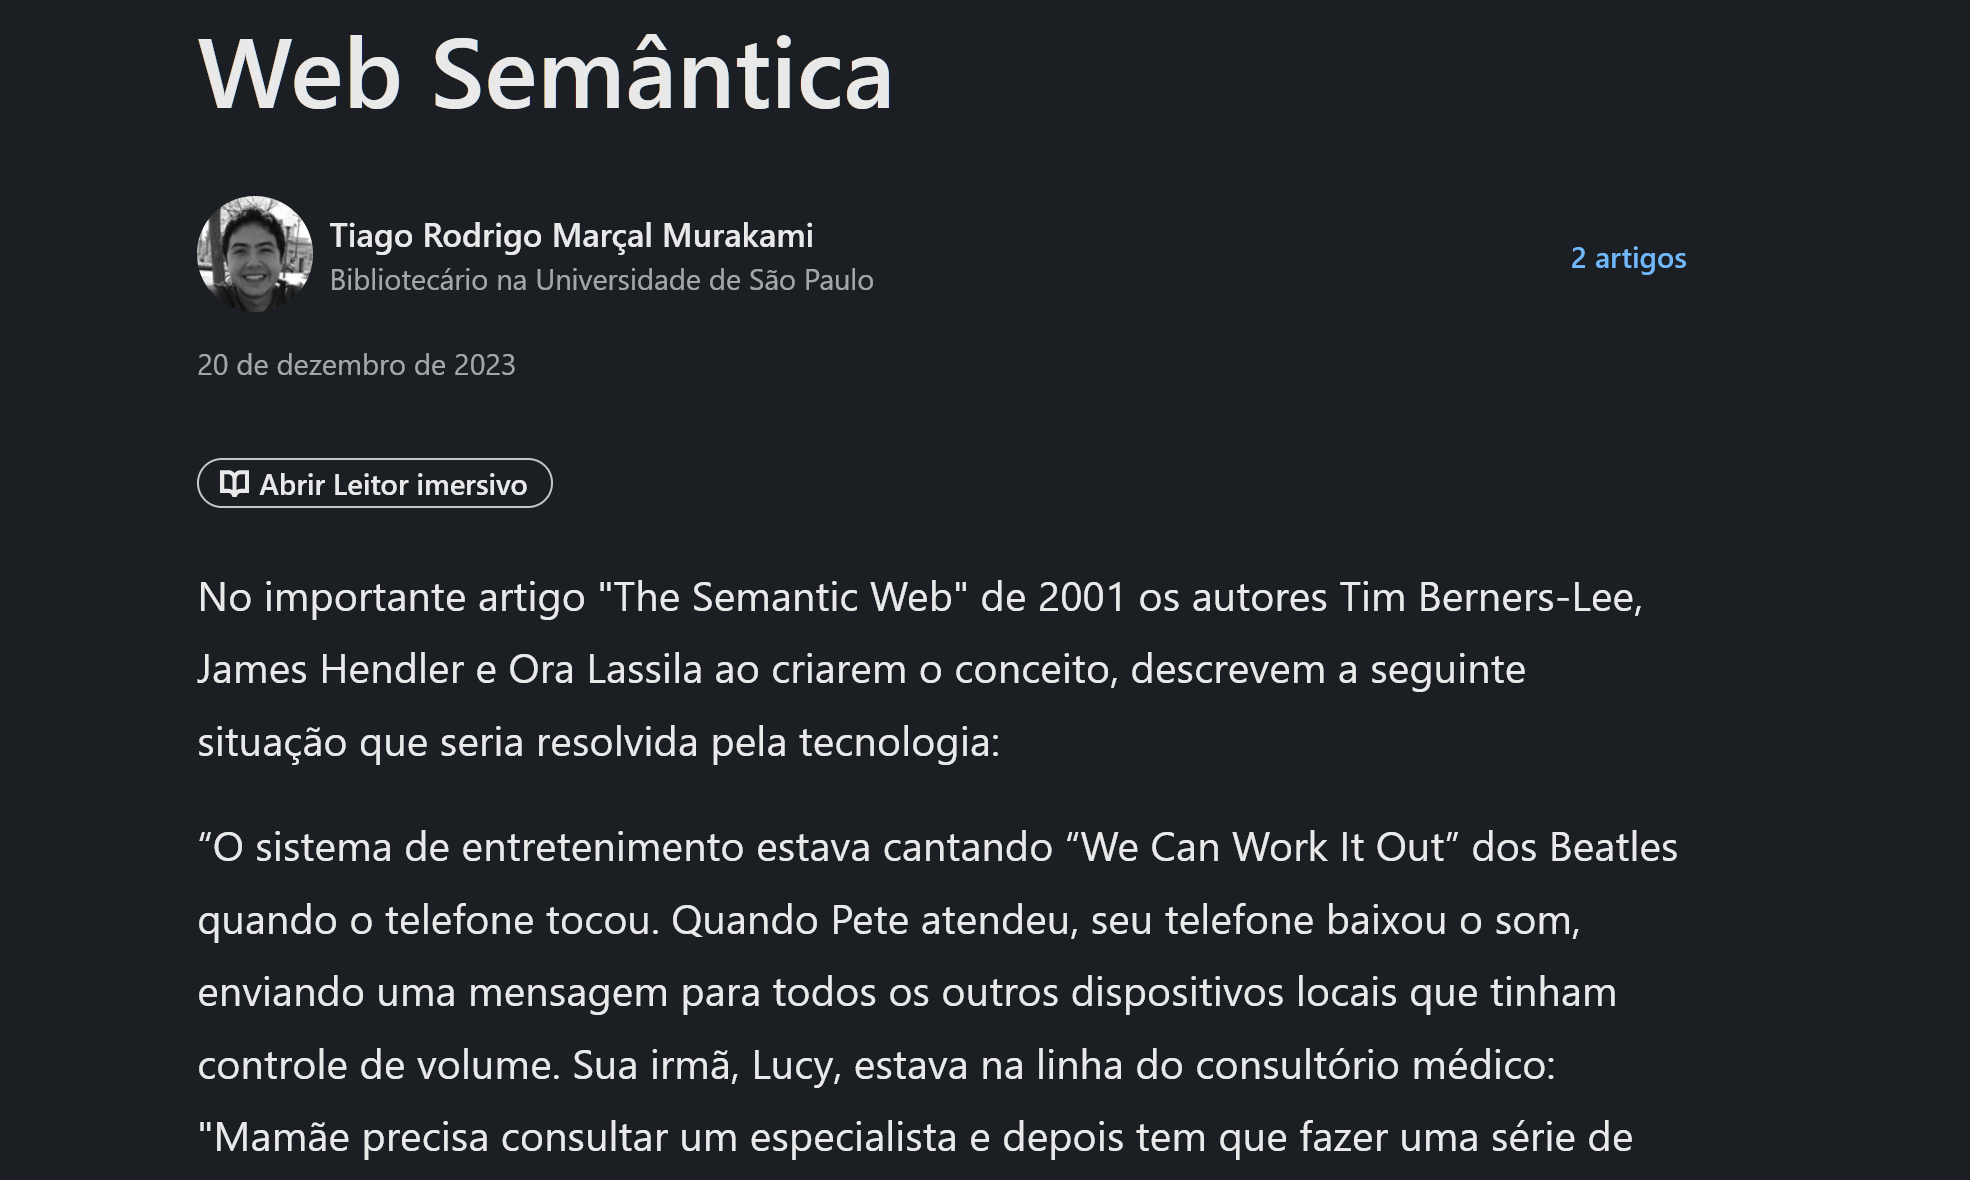 Web Semântica
Tiago Rodrigo Marçal Murakami
Bibliotecário na Universidade de São Paulo
2 artigos
20 de dezembro de 2023
Abrir Leitor imersivo
No importante artigo "The Semantic Web" de 2001 os autores Tim Berners-Lee,
James Hendler e Ora Lassila ao criarem o conceito, descrevem a seguinte
situação que seria resolvida pela tecnologia:
“O sistema de entretenimento estava cantando “We Can Work It Out” dos Beatles
quando o telefone tocou. Quando Pete atendeu, seu telefone baixou o som,
enviando uma mensagem para todos os outros dispositivos locais que tinham
controle de volume. Sua irmã, Lucy, estava na linha do consultório médico:
"Mamãe precisa consultar um especialista e depois tem que fazer uma série de